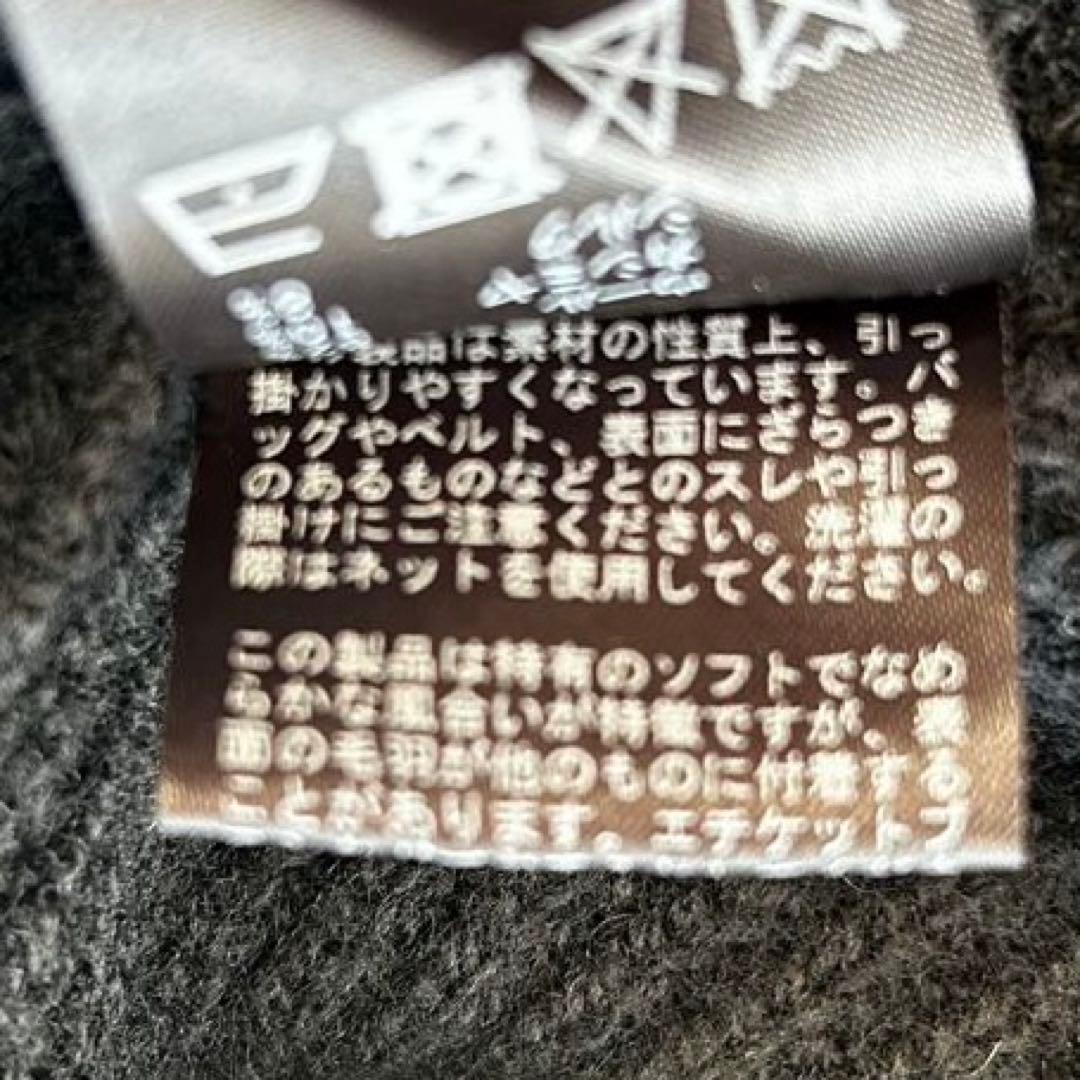 製品は素材の性質上、引っ
掛かりやすくなっています。バ
ッグやベルト、表面にざらつき
のあるものなどとのスレや引っ
掛けにご注意ください。洗濯の
際はネットを使用してください。
この製品は特有のソフトでなめ
らかな風合いが特徴ですが、表
面の毛羽が他のものに付着する
ことがあります。エチケットブ